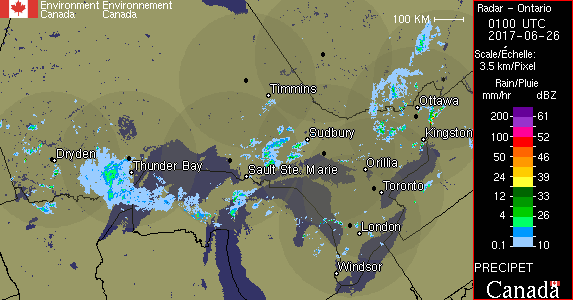 Environment Environnement
Canada Canada
100 KM
Timmins
Ottawa
Sudbury
Kingston
Dryden
Thunder Bay
Sault Ste. Marie
Orillia
Toronto
London
Windsor
Radar - Ontario
0100 UTC
2017-06-26
Scale/Échelle:
3.5 km/Pixel
Rain/Pluie
mm/hr dBZ
200 61
100 52
50 46
24 39
12 33
4 26
0.1 10
PRECIPET
Canada